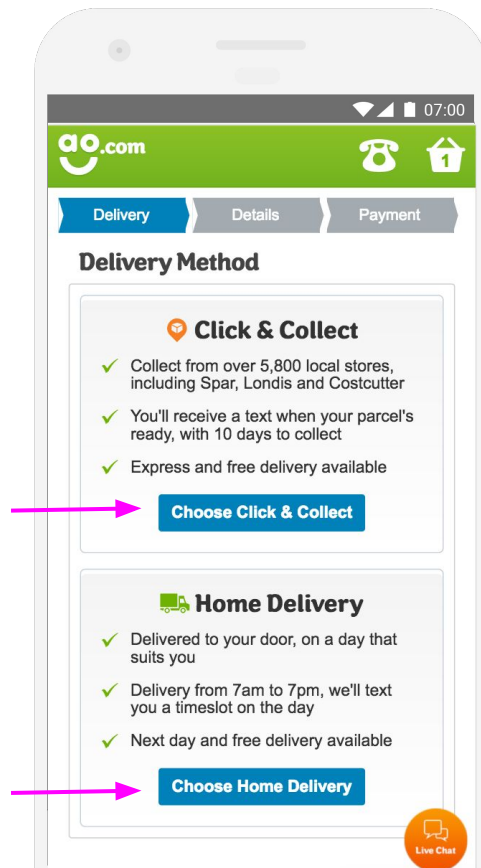 07:00
ao.com
1
Delivery
Details
Payment
Delivery Method
Click & Collect
Collect from over 5,800 local stores,
including Spar, Londis and Costcutter
You'll receive a text when your parcel's
ready, with 10 days to collect
Express and free delivery available
Choose Click & Collect
Home Delivery
Delivered to your door, on a day that
suits you
Delivery from 7am to 7pm, we'll text
you a timeslot on the day
Next day and free delivery available
Choose Home Delivery
Live Chat